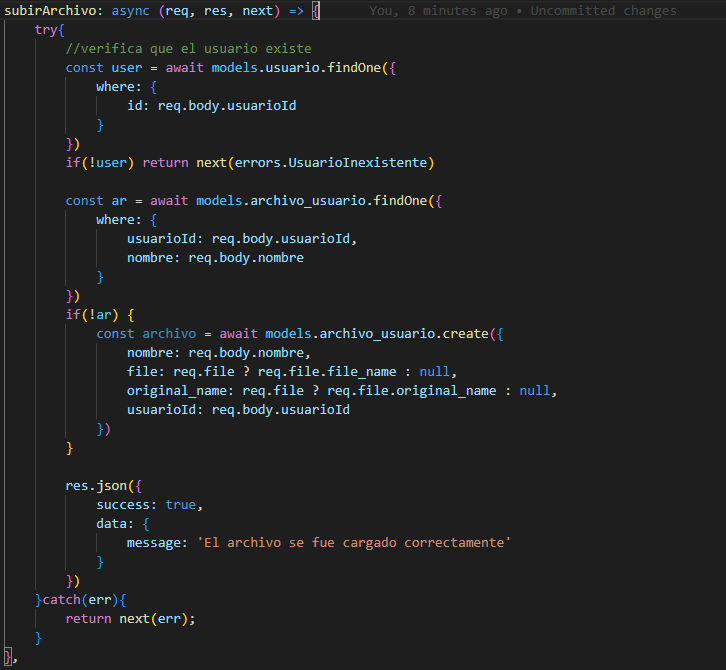 subirArchivo: async (req, res, next) => {    You, 8 minutes ago • Uncommitted changes
    try{
        //verifica que el usuario existe
        const user = await models.usuario.findOne({
            where: {
                id: req.body.usuarioId
            }
        })
        if(!user) return next(errors.UsuarioInexistente)

        const ar = await models.archivo_usuario.findOne({
            where: {
                usuarioId: req.body.usuarioId,
                nombre: req.body.nombre
            }
        })
        if(!ar) {
            const archivo = await models.archivo_usuario.create({
                nombre: req.body.nombre,
                file: req.file ? req.file.file_name : null,
                original_name: req.file ? req.file.original_name : null,
                usuarioId: req.body.usuarioId
            })
        }

        res.json({
            success: true,
            data: {
                message: 'El archivo se fue cargado correctamente'
            }
        })
    }catch(err){
        return next(err);
    }
},